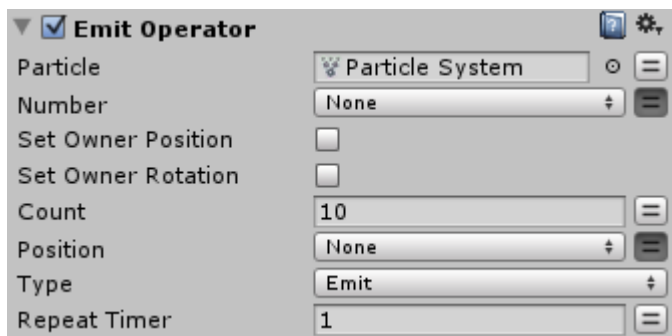 Emit Operator
Particle Particle System
Number None
Set Owner Position
Set Owner Rotation
Count 10
Position None
Type Emit
Repeat Timer 1